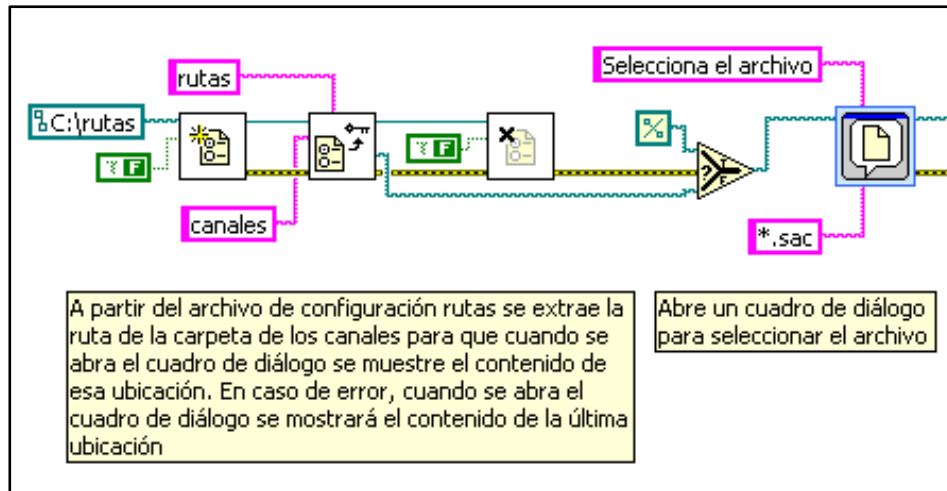 rutas
Selecciona el archivo
C:\rutas
F
F
canales
T
?
F
*.sac
A partir del archivo de configuración rutas se extrae la
ruta de la carpeta de los canales para que cuando se
abra el cuadro de diálogo se muestre el contenido de
esa ubicación. En caso de error, cuando se abra el
cuadro de diálogo se mostrará el contenido de la última
ubicación
Abre un cuadro de diálogo
para seleccionar el archivo